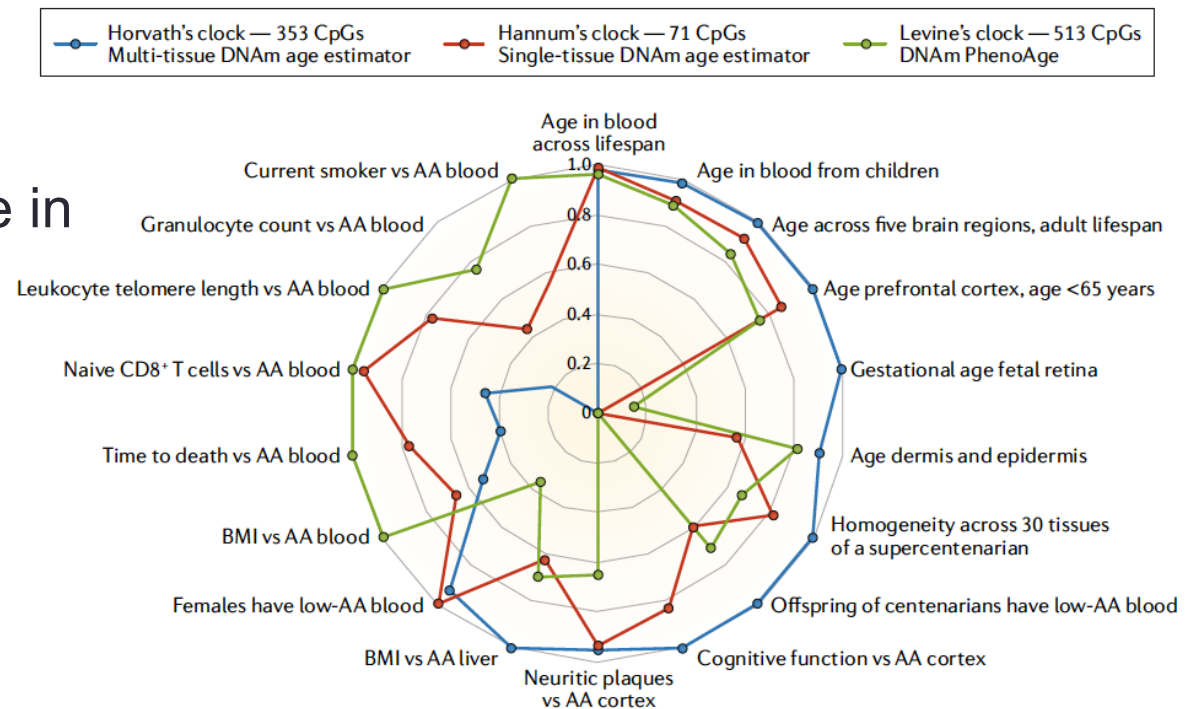 Horvath's clock — 353 CpGs
Multi-tissue DNAm age estimator
Hannum's clock — 71 CpGs
Single-tissue DNAm age estimator
Levine's clock — 513 CpGs
DNAm PhenoAge
e in
Age in blood
across lifespan
Age in blood from children
Age across five brain regions, adult lifespan
Age prefrontal cortex, age <65 years
Gestational age fetal retina
Age dermis and epidermis
Homogeneity across 30 tissues
of a supercentenarian
Offspring of centenarians have low-AA blood
Cognitive function vs AA cortex
Neuritic plaques
vs AA cortex
BMI vs AA liver
Females have low-AA blood
BMI vs AA blood
Time to death vs AA blood
Naive CD8⁺ T cells vs AA blood
Leukocyte telomere length vs AA blood
Granulocyte count vs AA blood
Current smoker vs AA blood
1.0
0.8
0.6
0.4
0.2
0